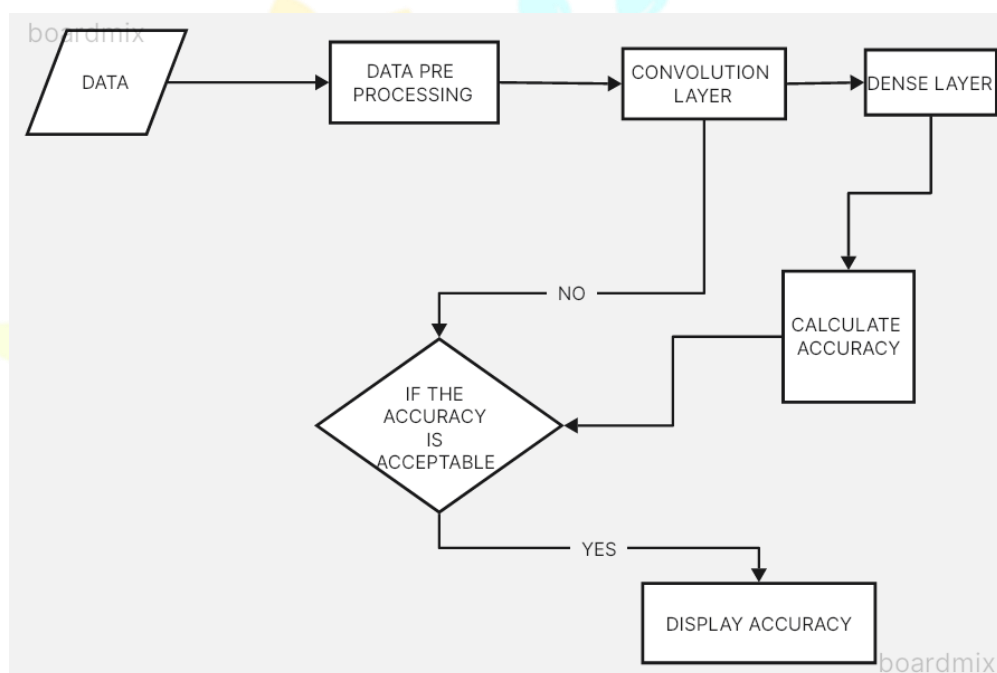 boardmix
DATA
DATA PRE
PROCESSING
CONVOLUTION
LAYER
DENSE LAYER
NO
CALCULATE
ACCURACY
IF THE
ACCURACY
IS
ACCEPTABLE
YES
DISPLAY ACCURACY
boardmix